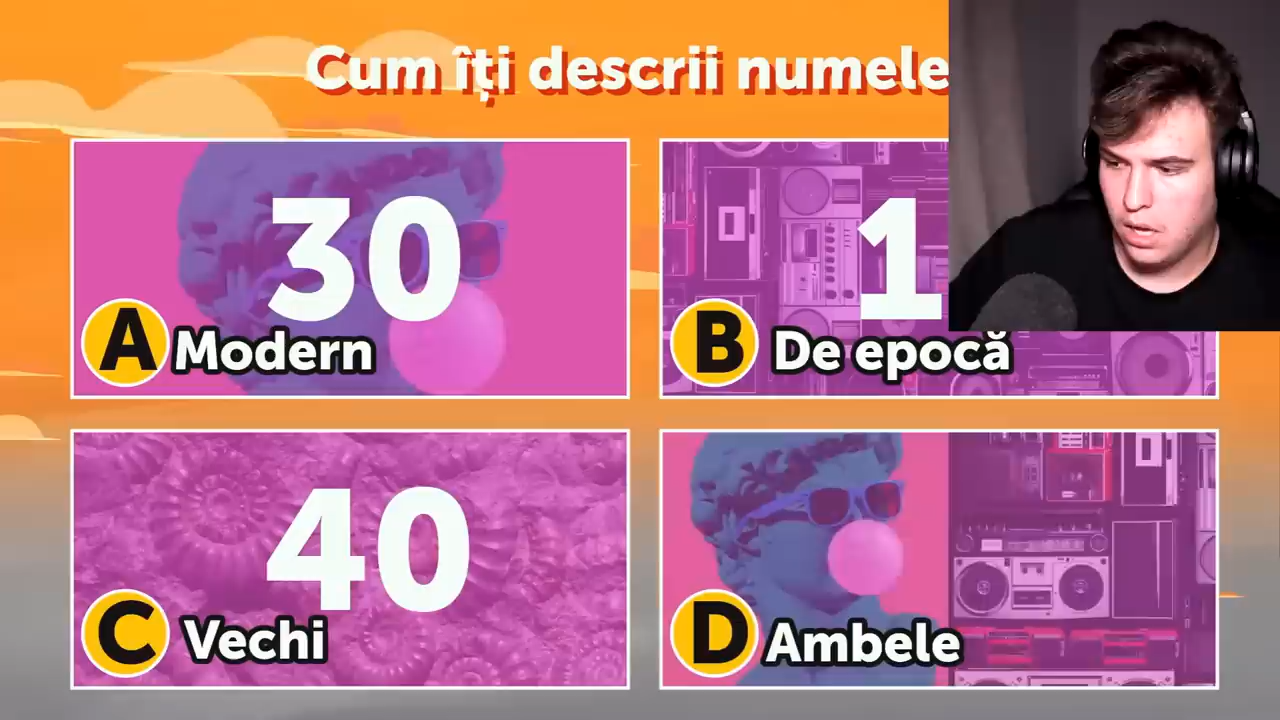 Cum îți descrii numele
30
A Modern
1
B De epocă
40
C Vechi
D Ambele